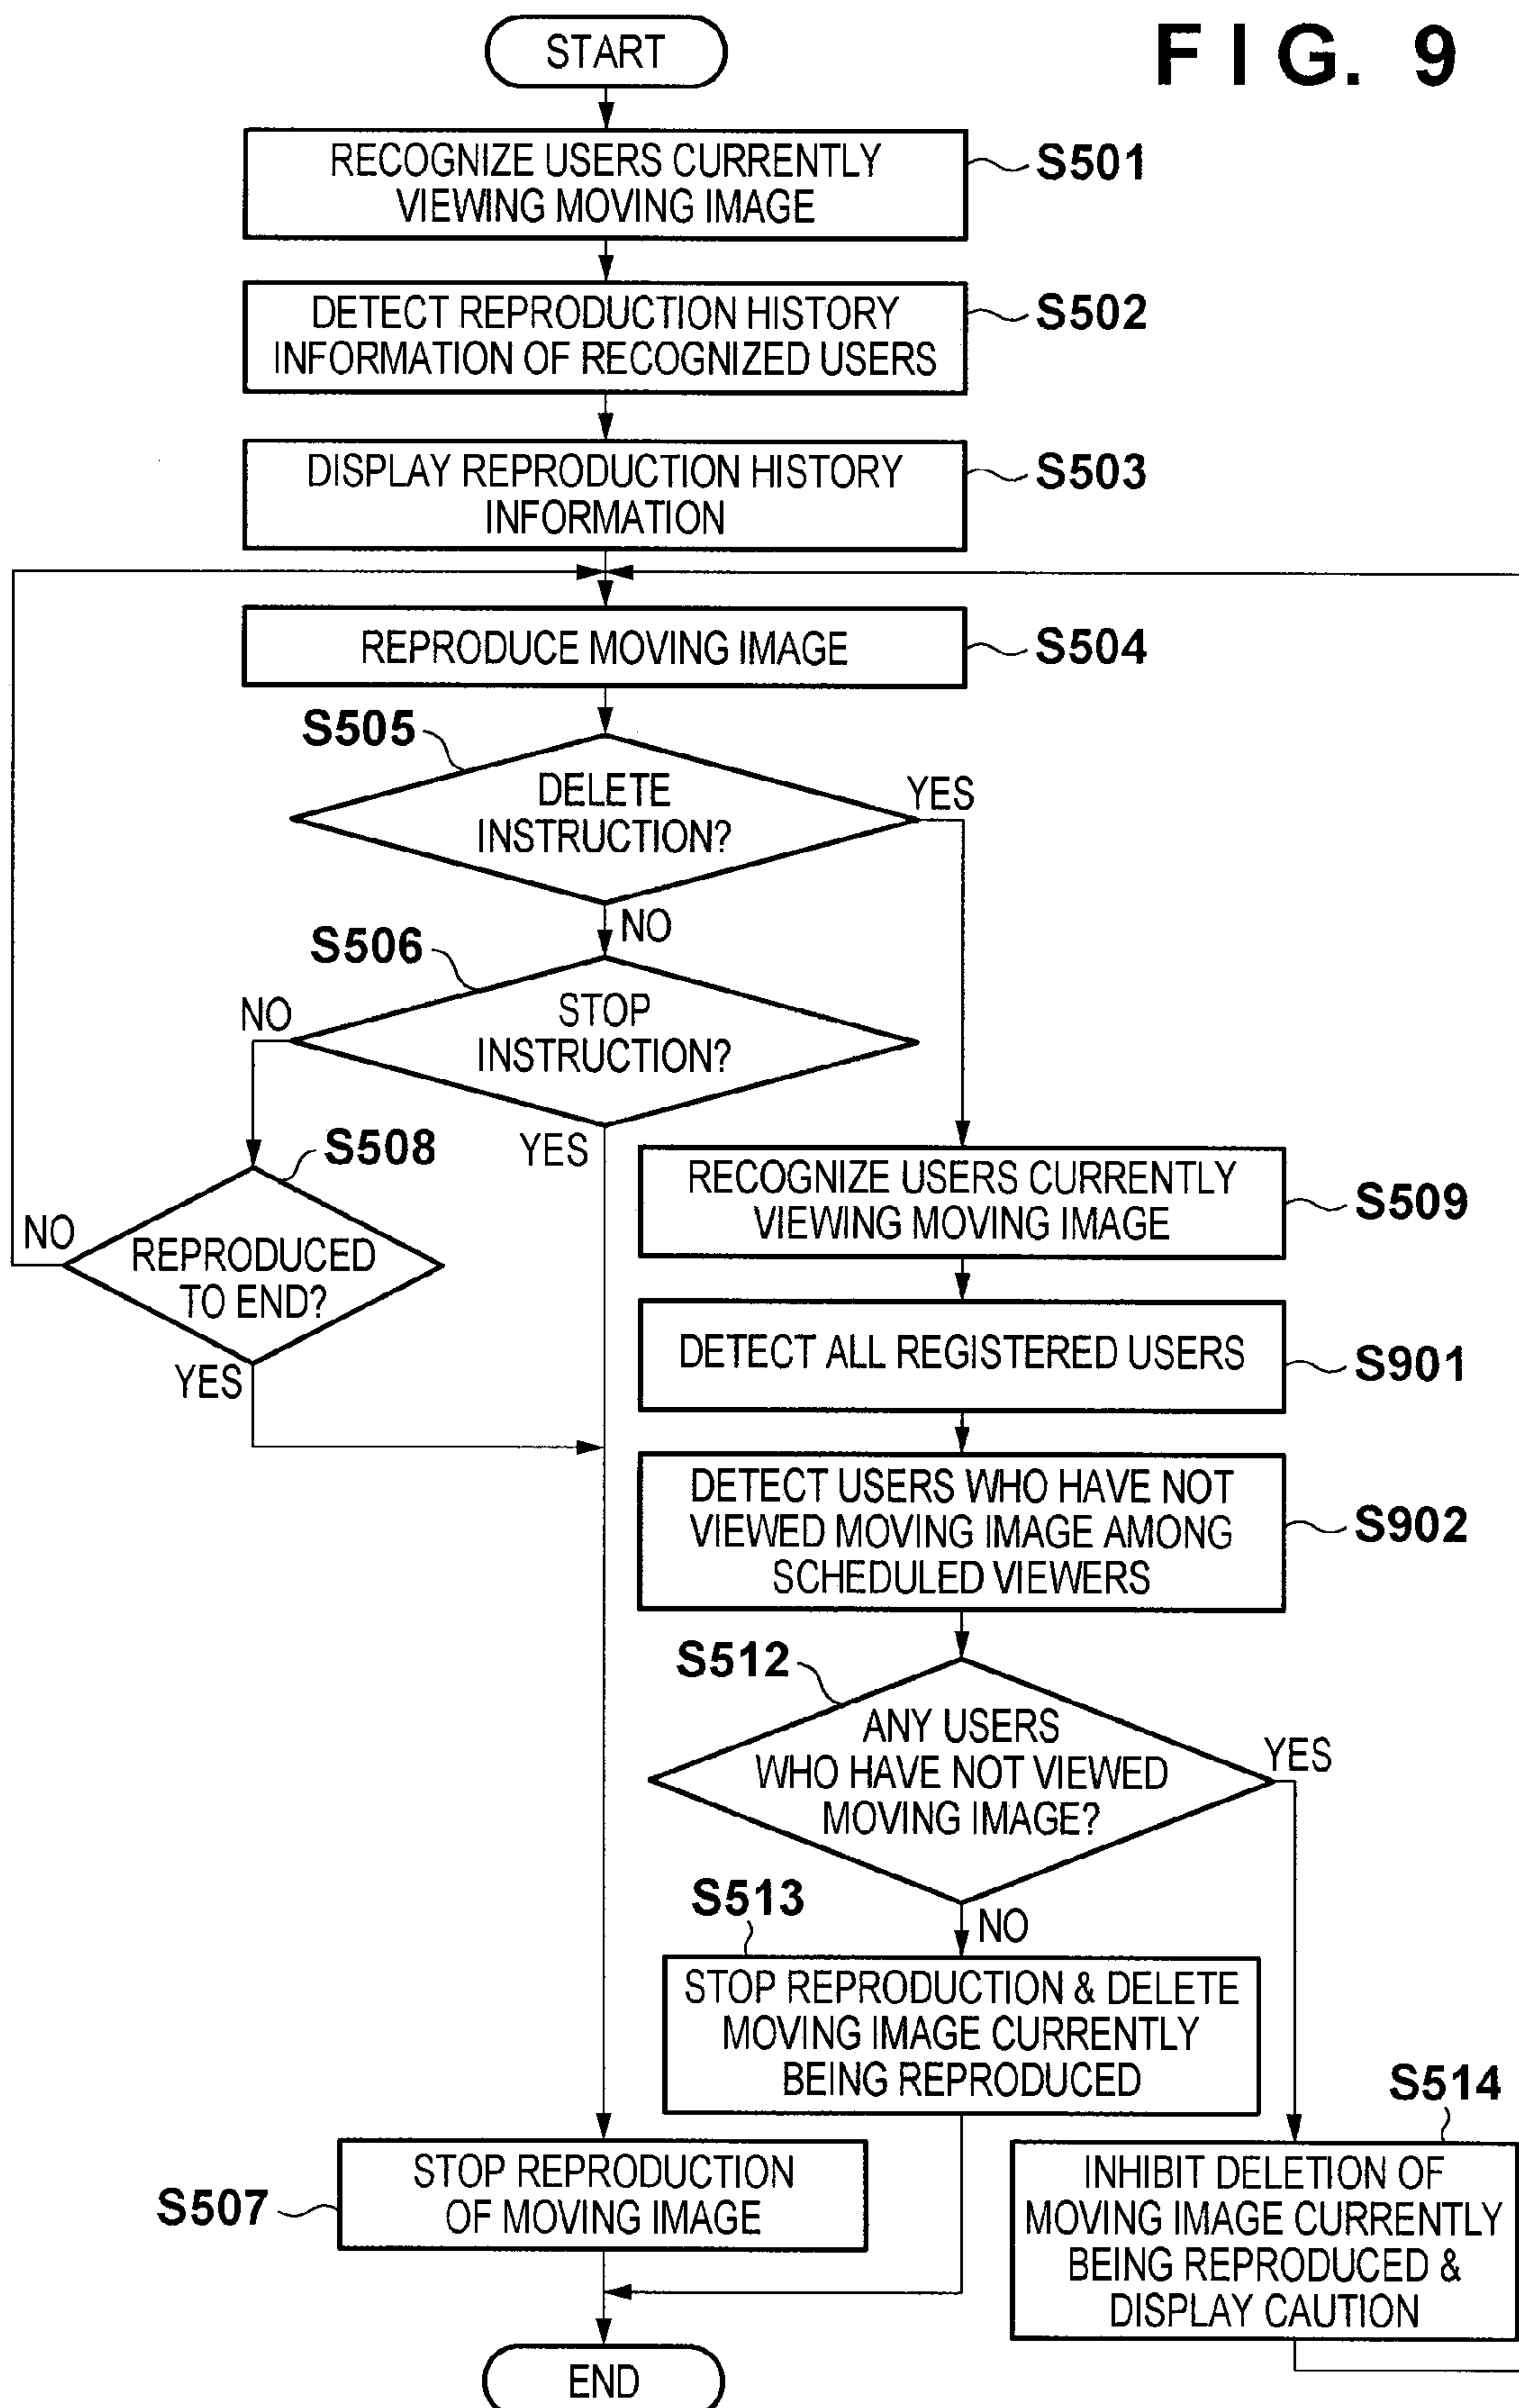 FIG. 9
START
RECOGNIZE USERS CURRENTLY
VIEWING MOVING IMAGE
S501
DETECT REPRODUCTION HISTORY
INFORMATION OF RECOGNIZED USERS
S502
DISPLAY REPRODUCTION HISTORY
INFORMATION
S503
REPRODUCE MOVING IMAGE
S504
S505
DELETE
INSTRUCTION?
YES
NO
S506
STOP
INSTRUCTION?
NO
YES
S508
REPRODUCED
TO END?
NO
YES
RECOGNIZE USERS CURRENTLY
VIEWING MOVING IMAGE
S509
DETECT ALL REGISTERED USERS
S901
DETECT USERS WHO HAVE NOT
VIEWED MOVING IMAGE AMONG
SCHEDULED VIEWERS
S902
S512
ANY USERS
WHO HAVE NOT VIEWED
MOVING IMAGE?
YES
NO
S513
STOP REPRODUCTION & DELETE
MOVING IMAGE CURRENTLY
BEING REPRODUCED
S514
INHIBIT DELETION OF
MOVING IMAGE CURRENTLY
BEING REPRODUCED &
DISPLAY CAUTION
S507
STOP REPRODUCTION
OF MOVING IMAGE
END